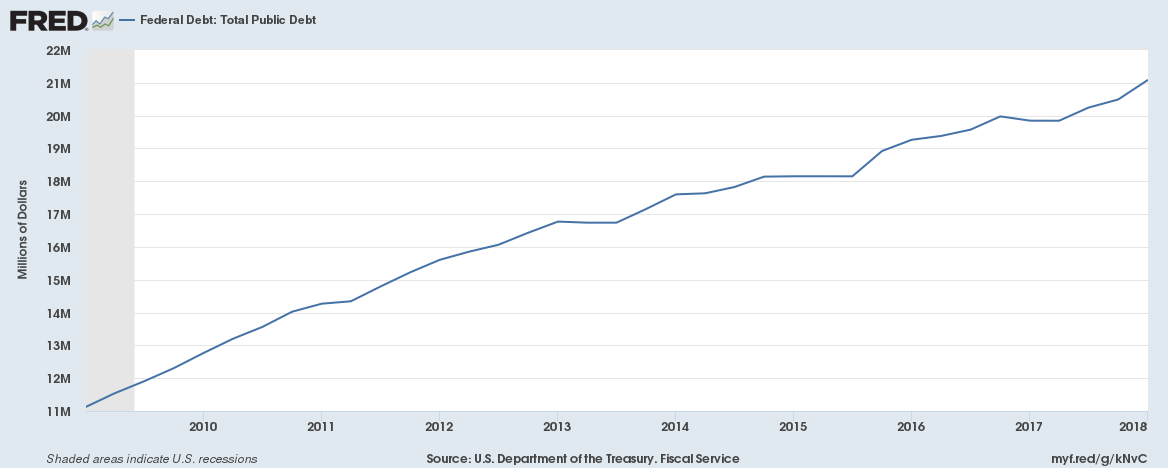 FRED
Federal Debt: Total Public Debt
22M
21M
20M
19M
18M
17M
16M
15M
14M
13M
12M
11M
Millions of Dollars
2010 2011 2012 2013 2014 2015 2016 2017 2018
Shaded areas indicate U.S. recessions
Source: U.S. Department of the Treasury. Fiscal Service
myf.red/g/kNvC